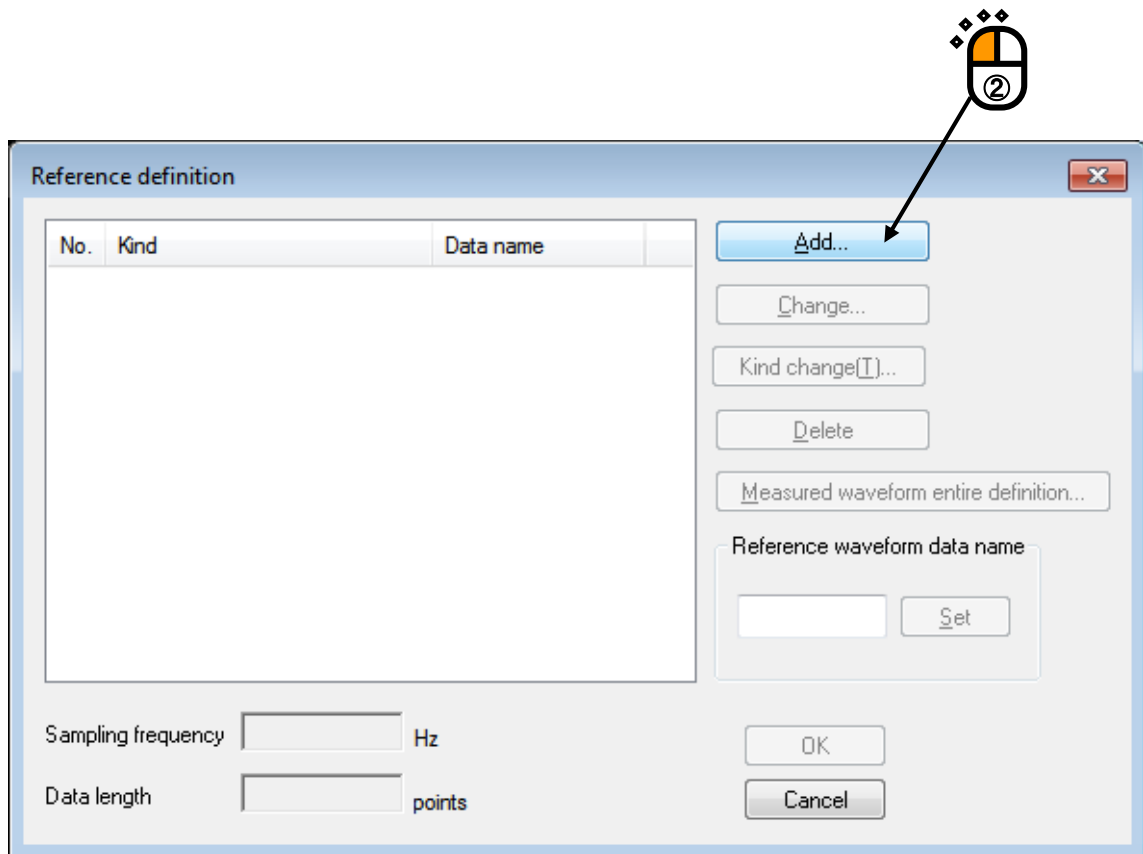 ②
Reference definition
No. Kind Data name
Add...
Change...
Kind change(T)...
Delete
Measured waveform entire definition...
Reference waveform data name
Set
Sampling frequency Hz
Data length points
OK
Cancel